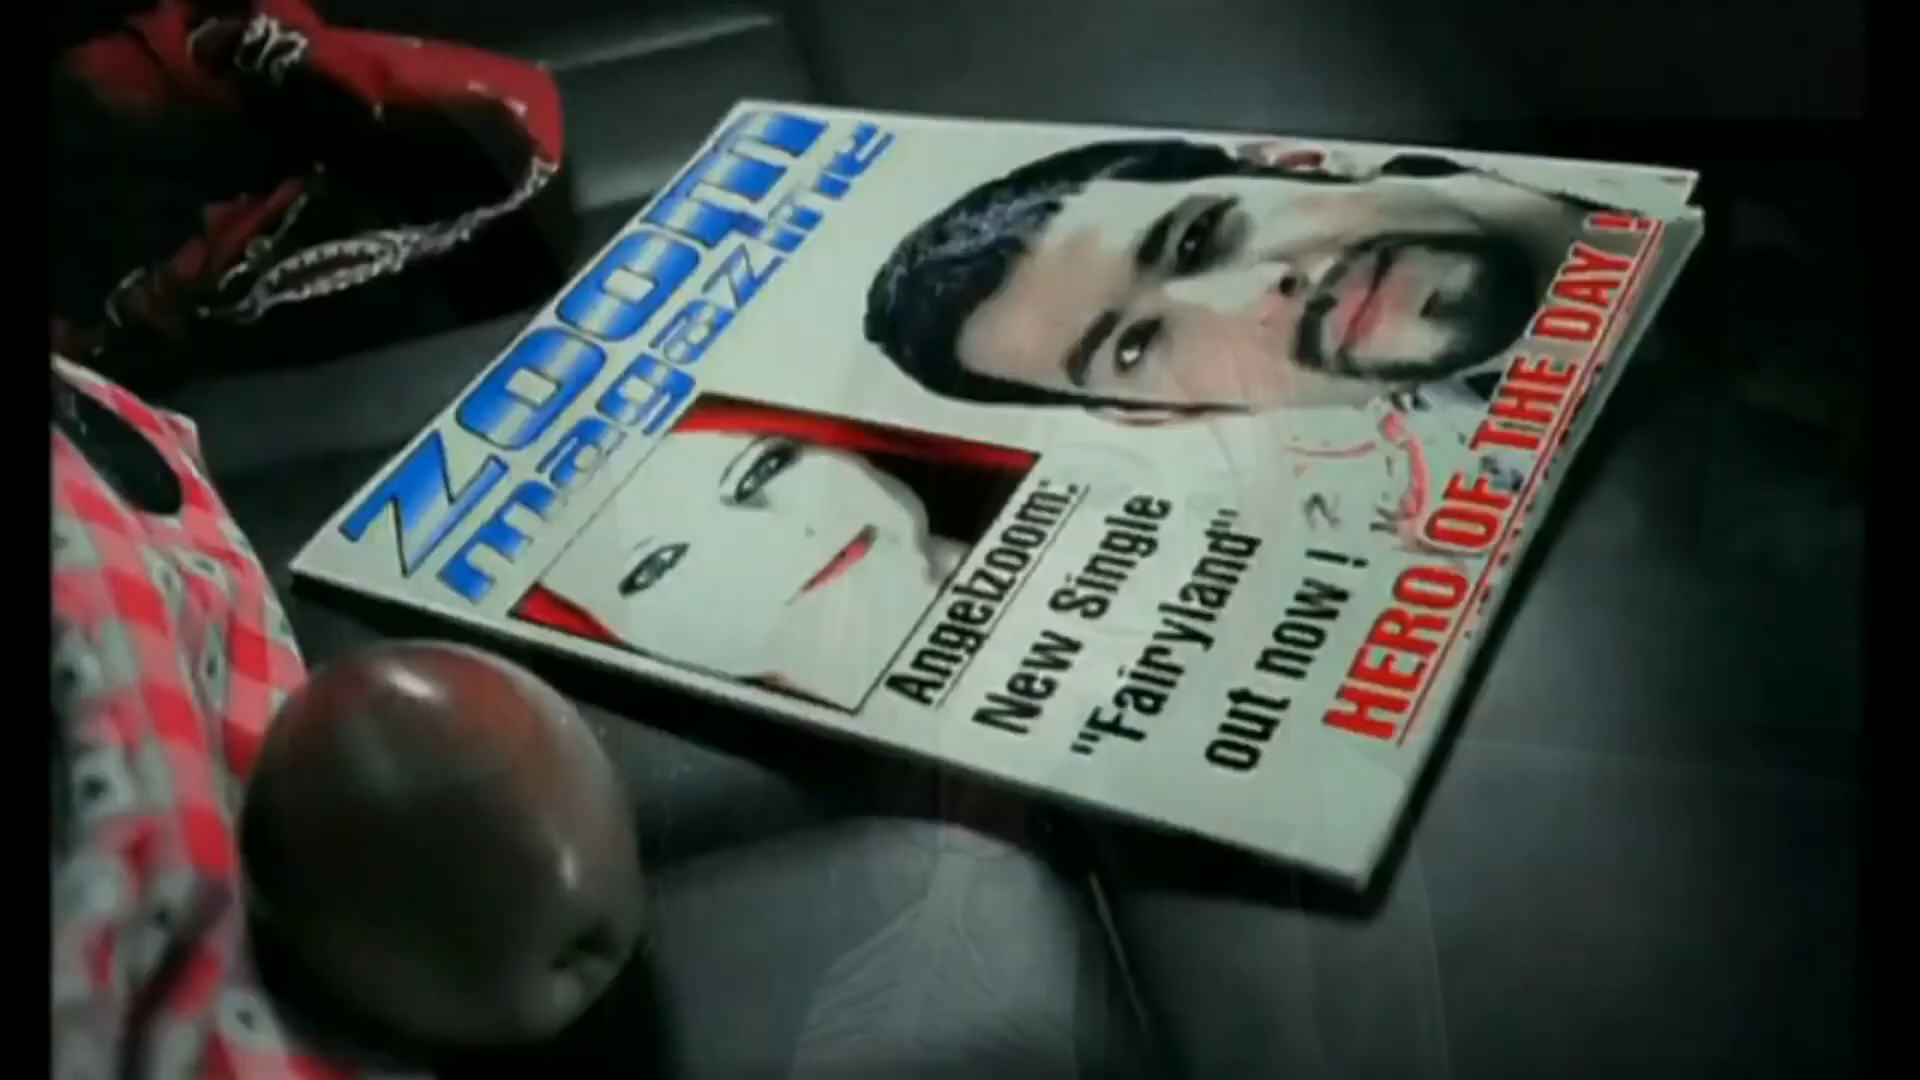 ZOOM
magazine
Angelzoom:
New Single
"Fairyland"
out now !
HERO OF THE DAY !!